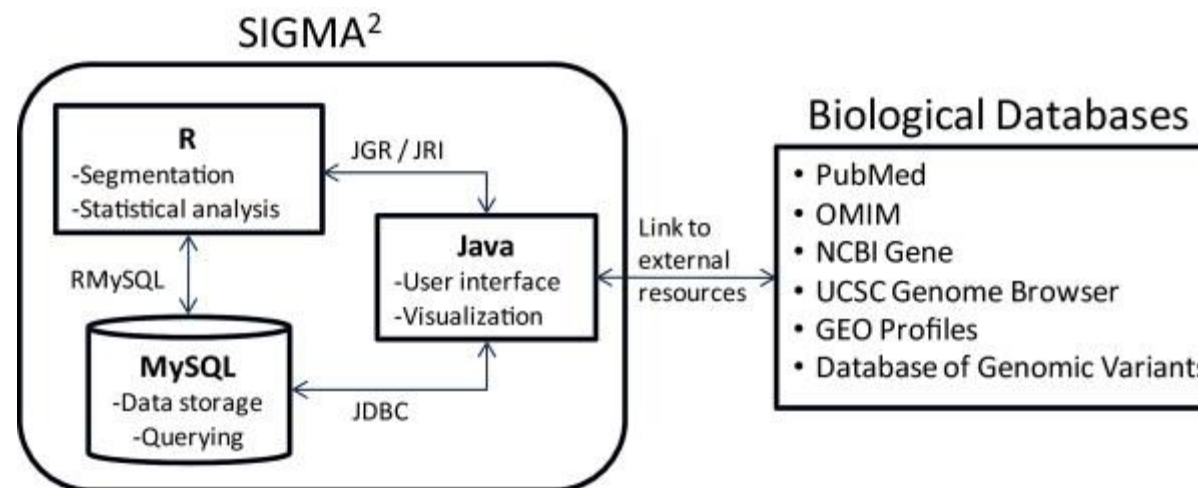 SIGMA²
R
-Segmentation
-Statistical analysis
JGR / JRI
RMySQL
Java
-User interface
-Visualization
MySQL
-Data storage
-Querying
JDBC
Link to
external
resources
Biological Databases
• PubMed
• OMIM
• NCBI Gene
• UCSC Genome Browser
• GEO Profiles
• Database of Genomic Variants